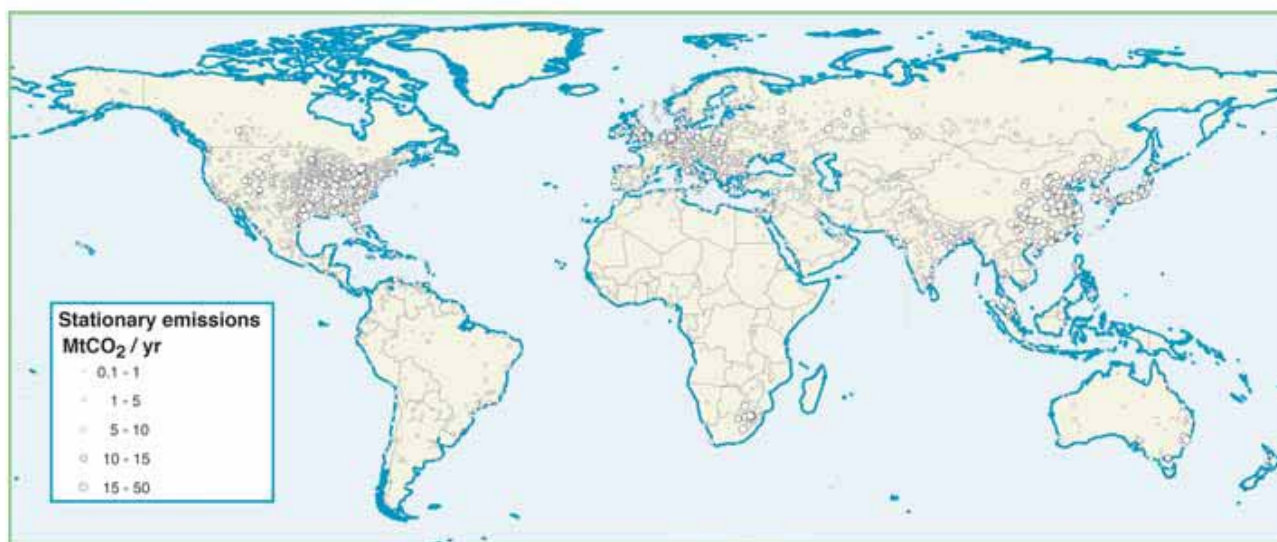 Stationary emissions
MtCO₂ / yr
0.1 - 1
1 - 5
5 - 10
10 - 15
15 - 50